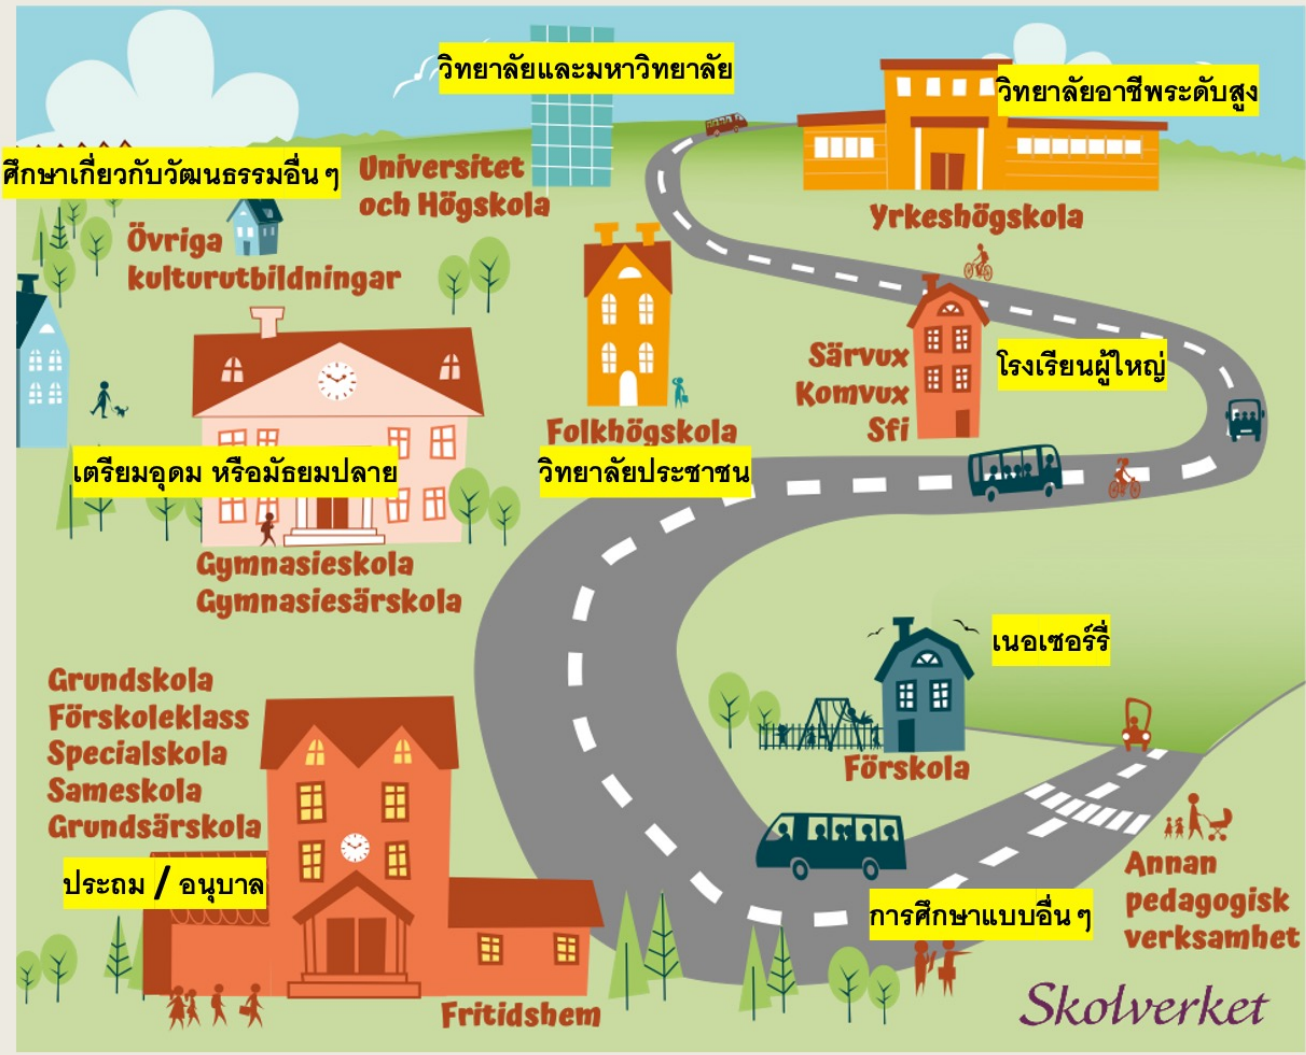 วิทยาลัยและมหาวิทยาลัย
วิทยาลัยอาชีพระดับสูง
ศึกษาเกี่ยวกับวัฒนธรรมอื่น ๆ
Universitet
och Högskola
Yrkeshögskola
Övriga
kulturutbildningar
Särvux
Komvux
Sfi
โรงเรียนผู้ใหญ่
Folkhögskola
วิทยาลัยประชาชน
เตรียมอุดม หรือมัธยมปลาย
Gymnasieskola
Gymnasiesärskola
เนอเซอร์รี่
Förskola
Grundskola
Förskoleklass
Specialskola
Sameskola
Grundsärskola
ประถม / อนุบาล
Annan
pedagogisk
verksamhet
การศึกษาแบบอื่น ๆ
Fritidshem
Skolverket